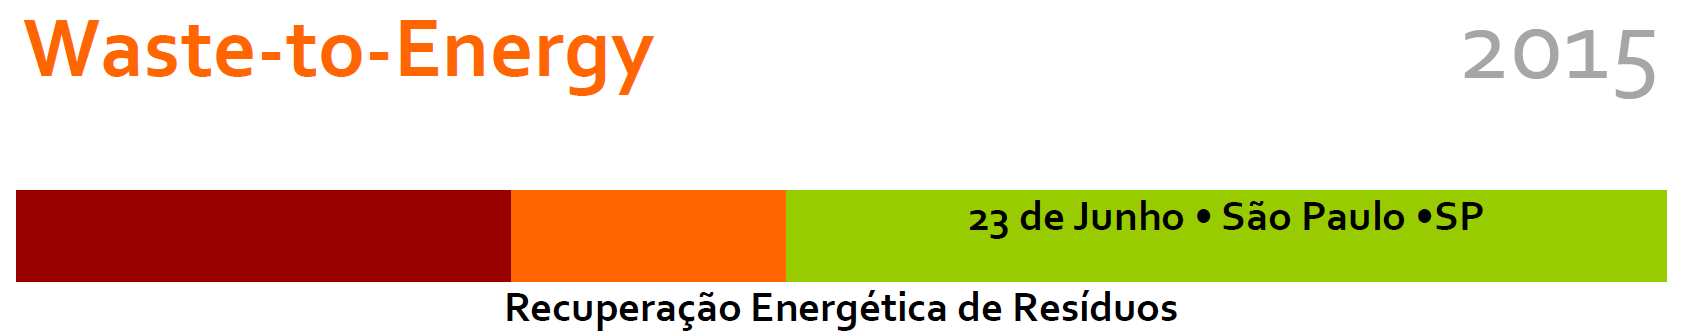 Waste-to-Energy 2015
23 de Junho • São Paulo •SP
Recuperação Energética de Resíduos